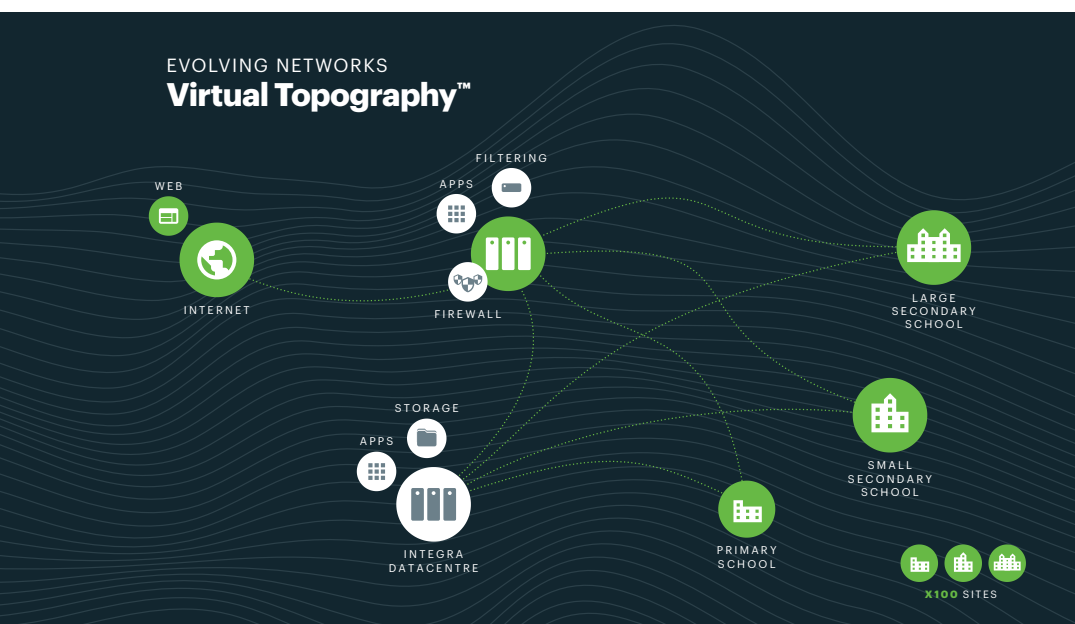 EVOLVING NETWORKS
Virtual Topography™
FILTERING
APPS
WEB
INTERNET
FIREWALL
LARGE
SECONDARY
SCHOOL
STORAGE
APPS
SMALL
SECONDARY
SCHOOL
INTEGRA
DATACENTRE
PRIMARY
SCHOOL
X100 SITES